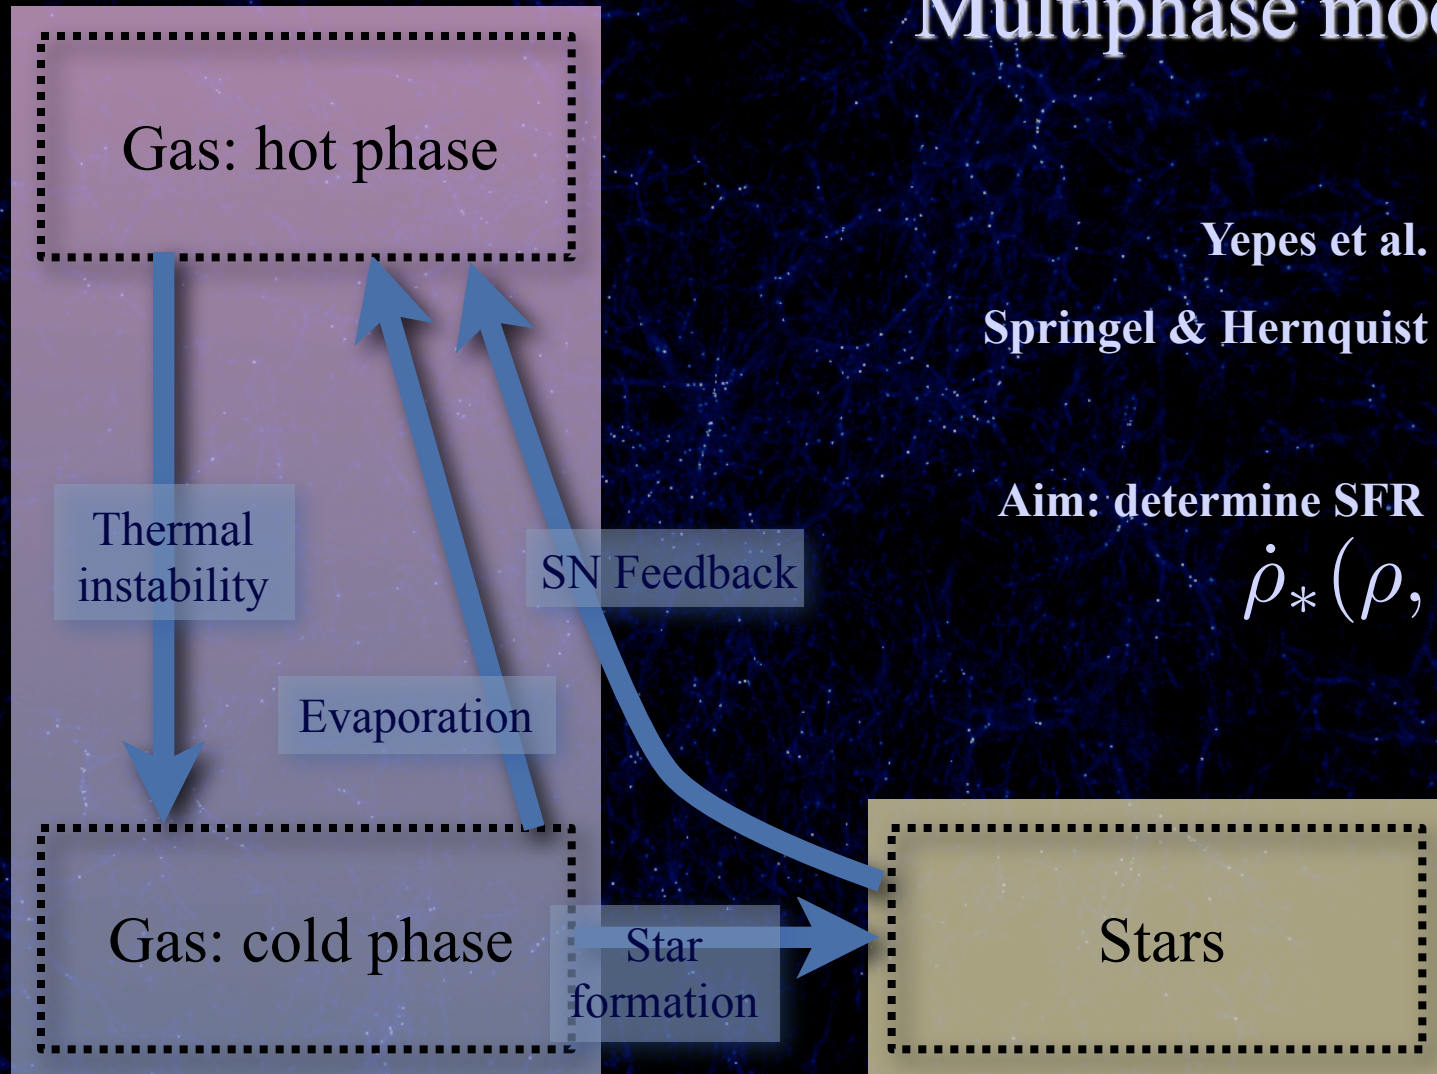 Multiphase
Gas: hot phase
Yepes et al.
Springel & Hernquist
Aim: determine SFR
ρ̇*(ρ,
Thermal
instability
SN Feedback
Evaporation
Gas: cold phase
Star
formation
Stars